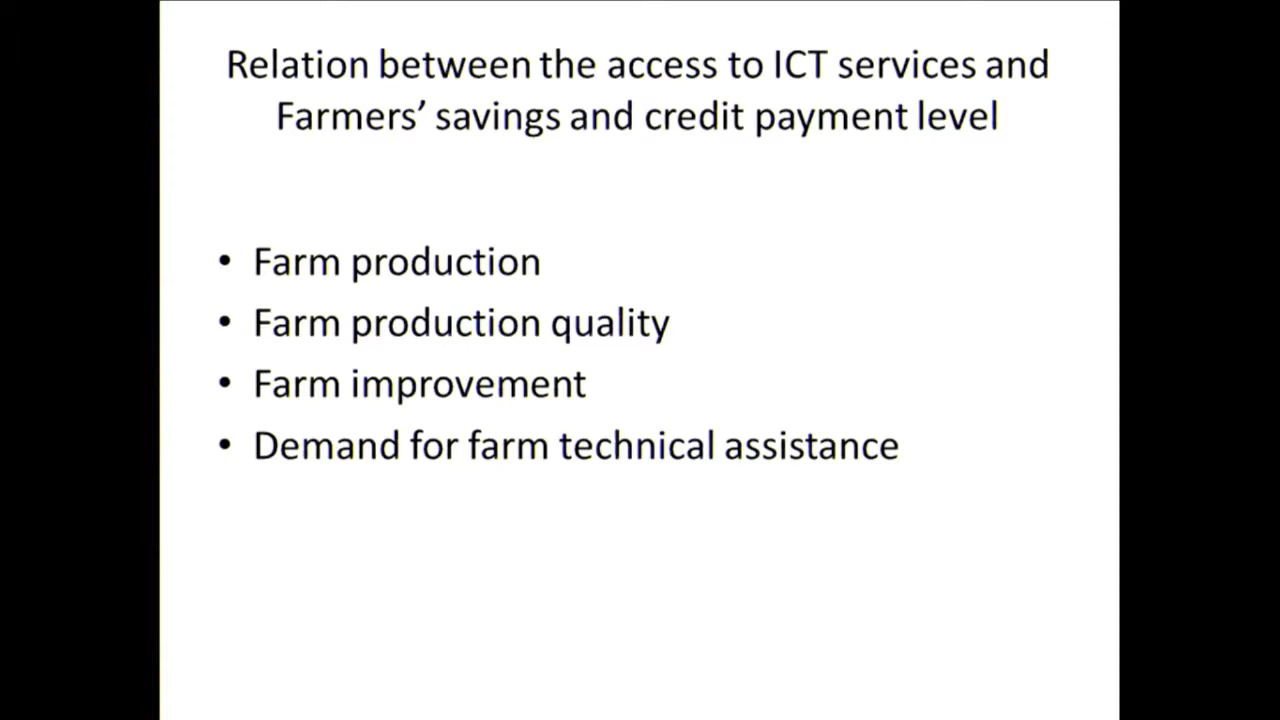 Relation between the access to ICT services and
Farmers’ savings and credit payment level
• Farm production
• Farm production quality
• Farm improvement
• Demand for farm technical assistance